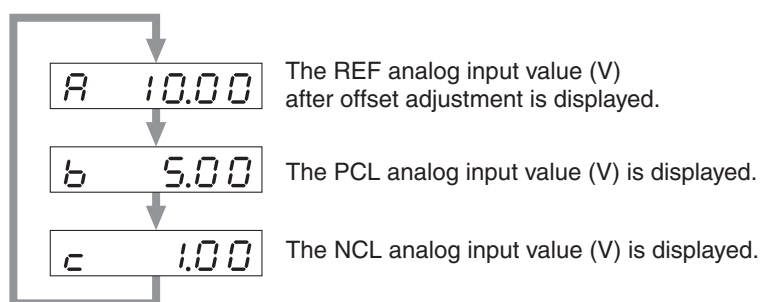 A 10.00
The REF analog input value (V)
after offset adjustment is displayed.
b 5.00
The PCL analog input value (V) is displayed.
c 1.00
The NCL analog input value (V) is displayed.